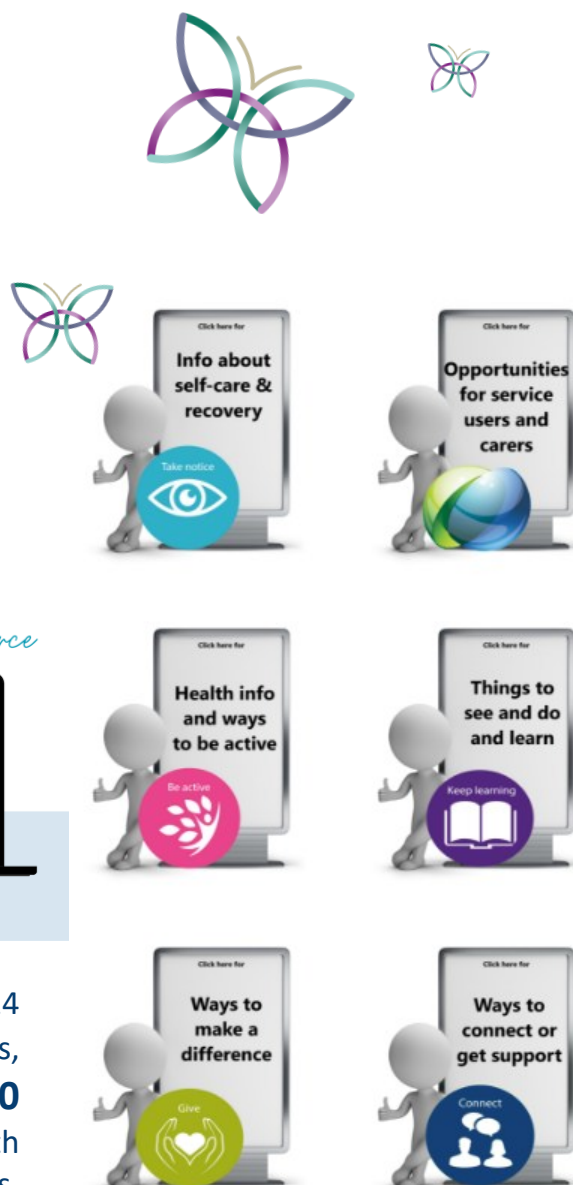 Click here for
Info about
self-care &
recovery
Take notice
Click here for
Opportunities
for service
users and
carers
Click here for
Health info
and ways
to be active
Be active
Click here for
Things to
see and do
and learn
Keep learning
4
s,
0
th
s.
Click here for
Ways to
make a
difference
Give
Click here for
Ways to
connect or
get support
Connect